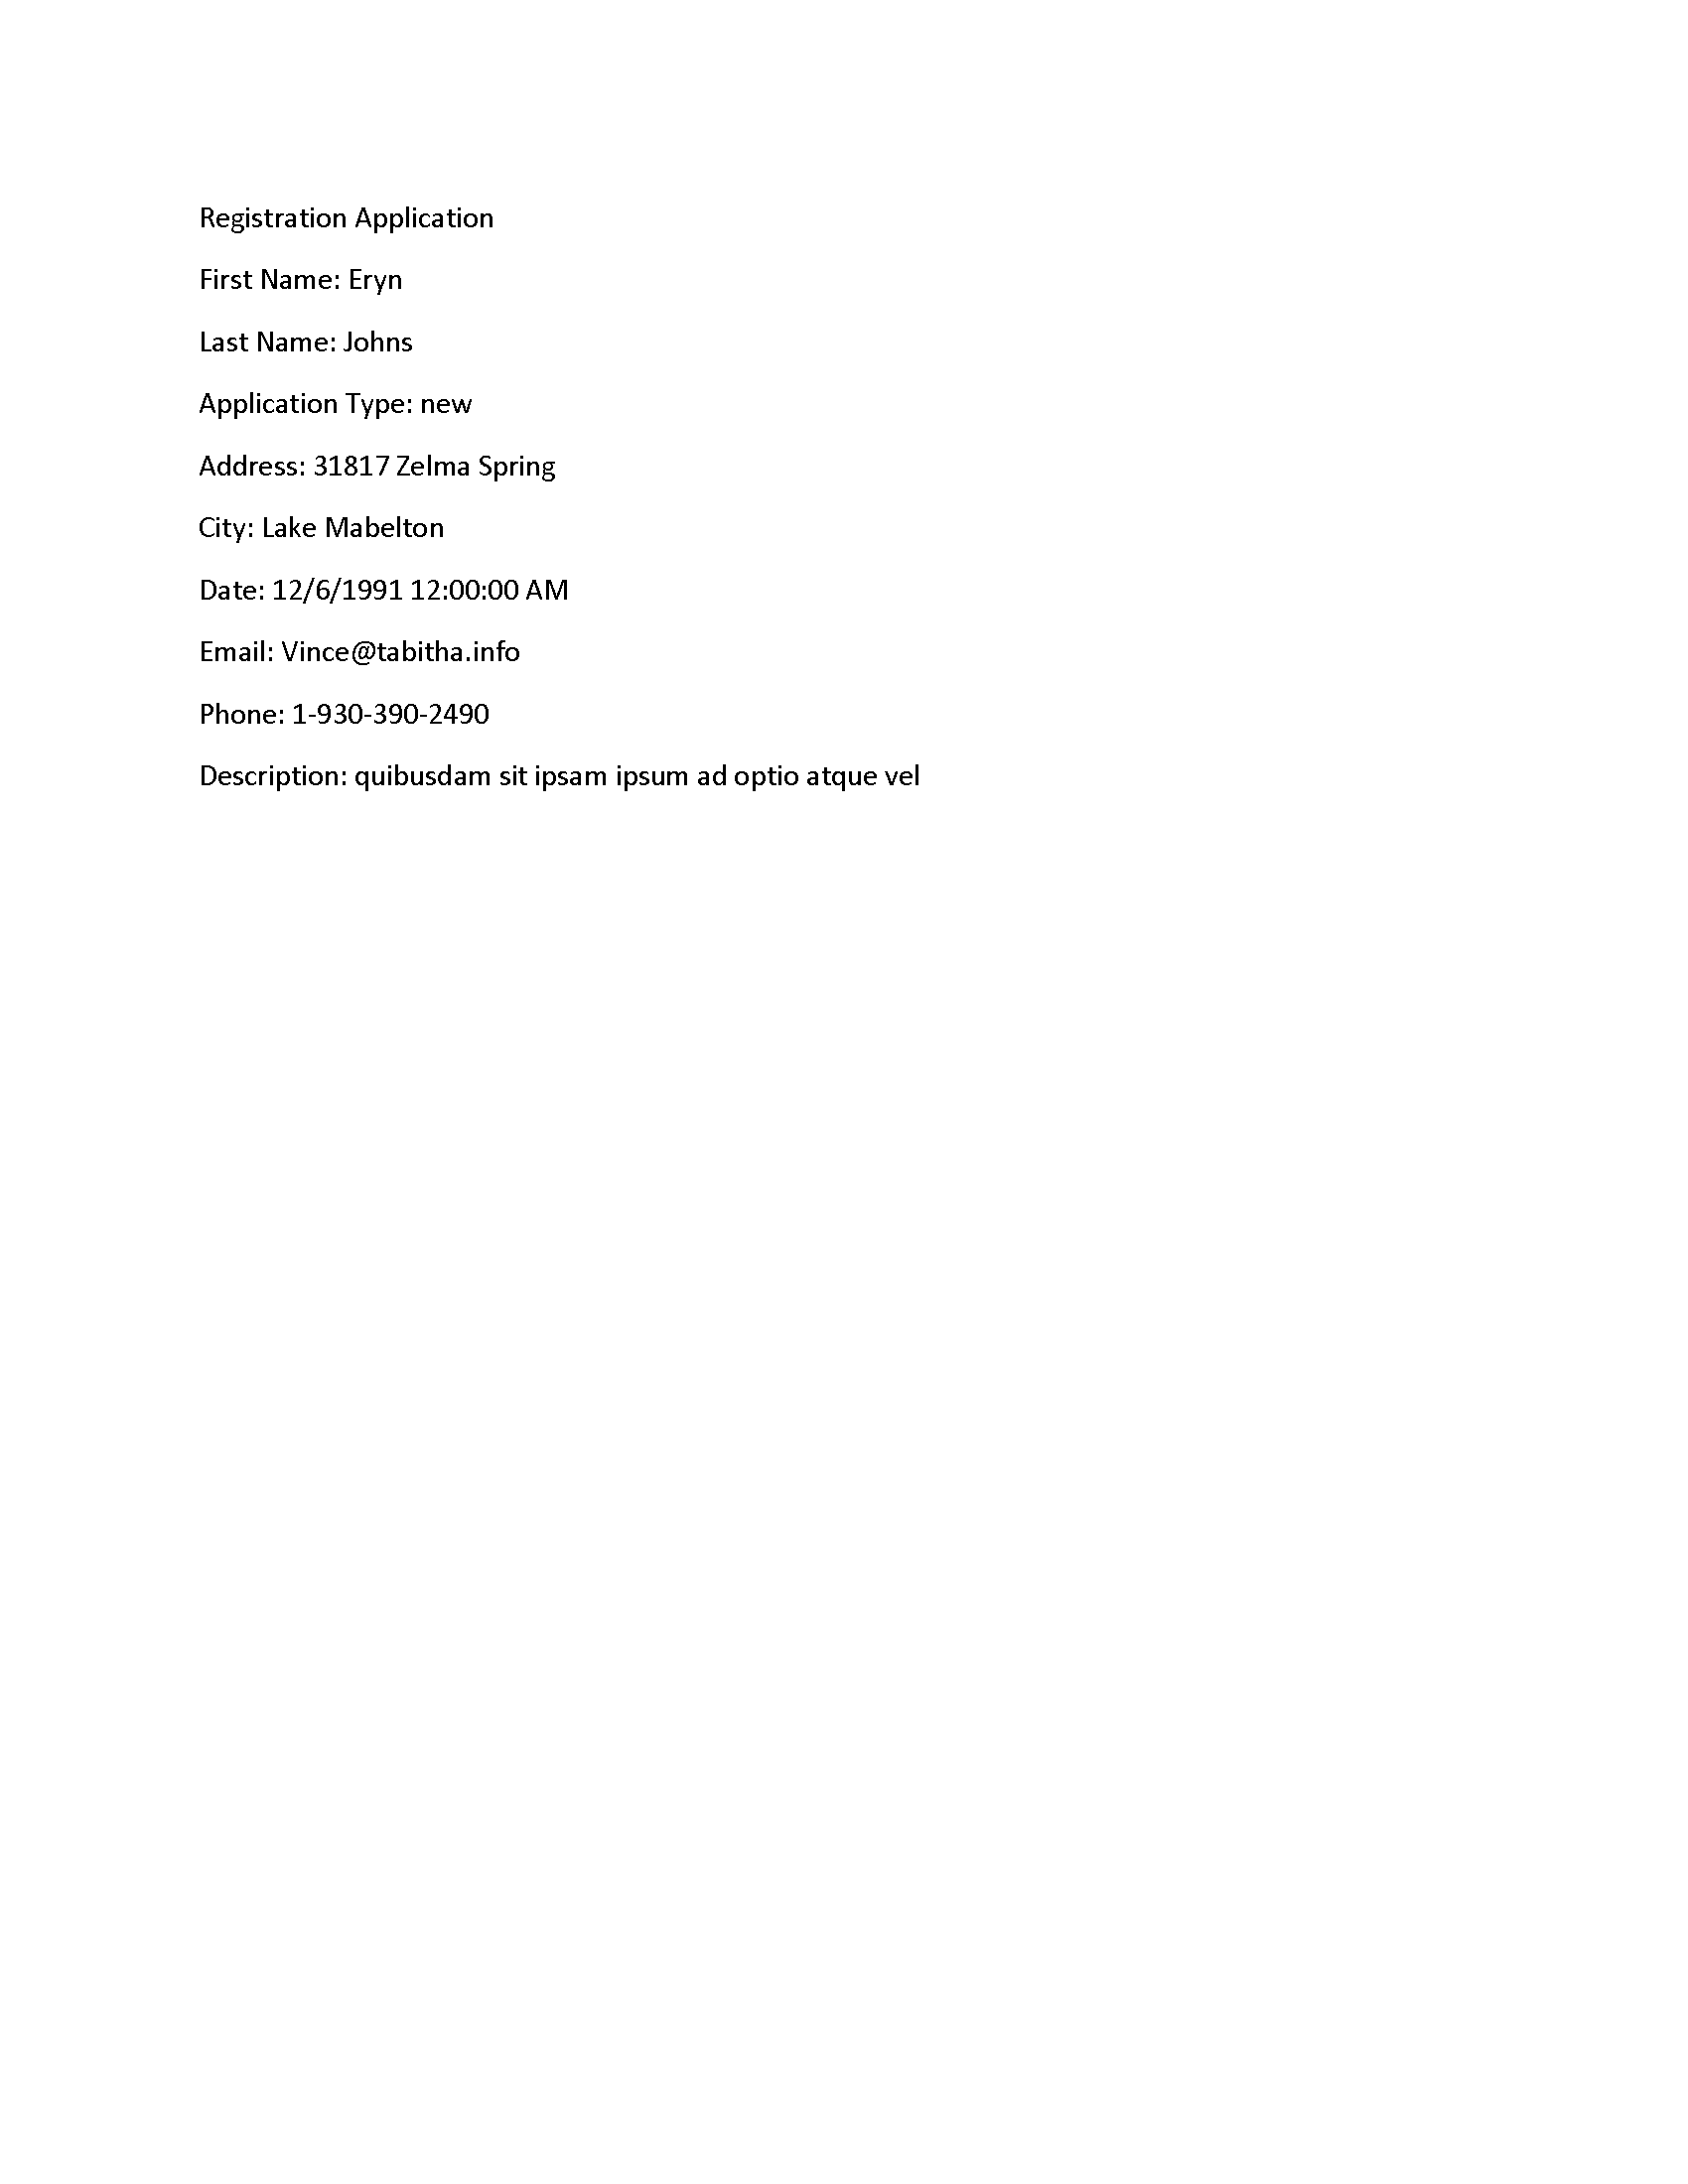 Registration Application
First Name: Eryn
Last Name: Johns
Application Type: new
Address: 31817 Zelma Spring
City: Lake Mabelton
Date: 12/6/1991 12:00:00 AM
Email: Vince@tabitha.info
Phone: 1-930-390-2490
Description: quibusdam sit ipsam ipsum ad optio atque vel